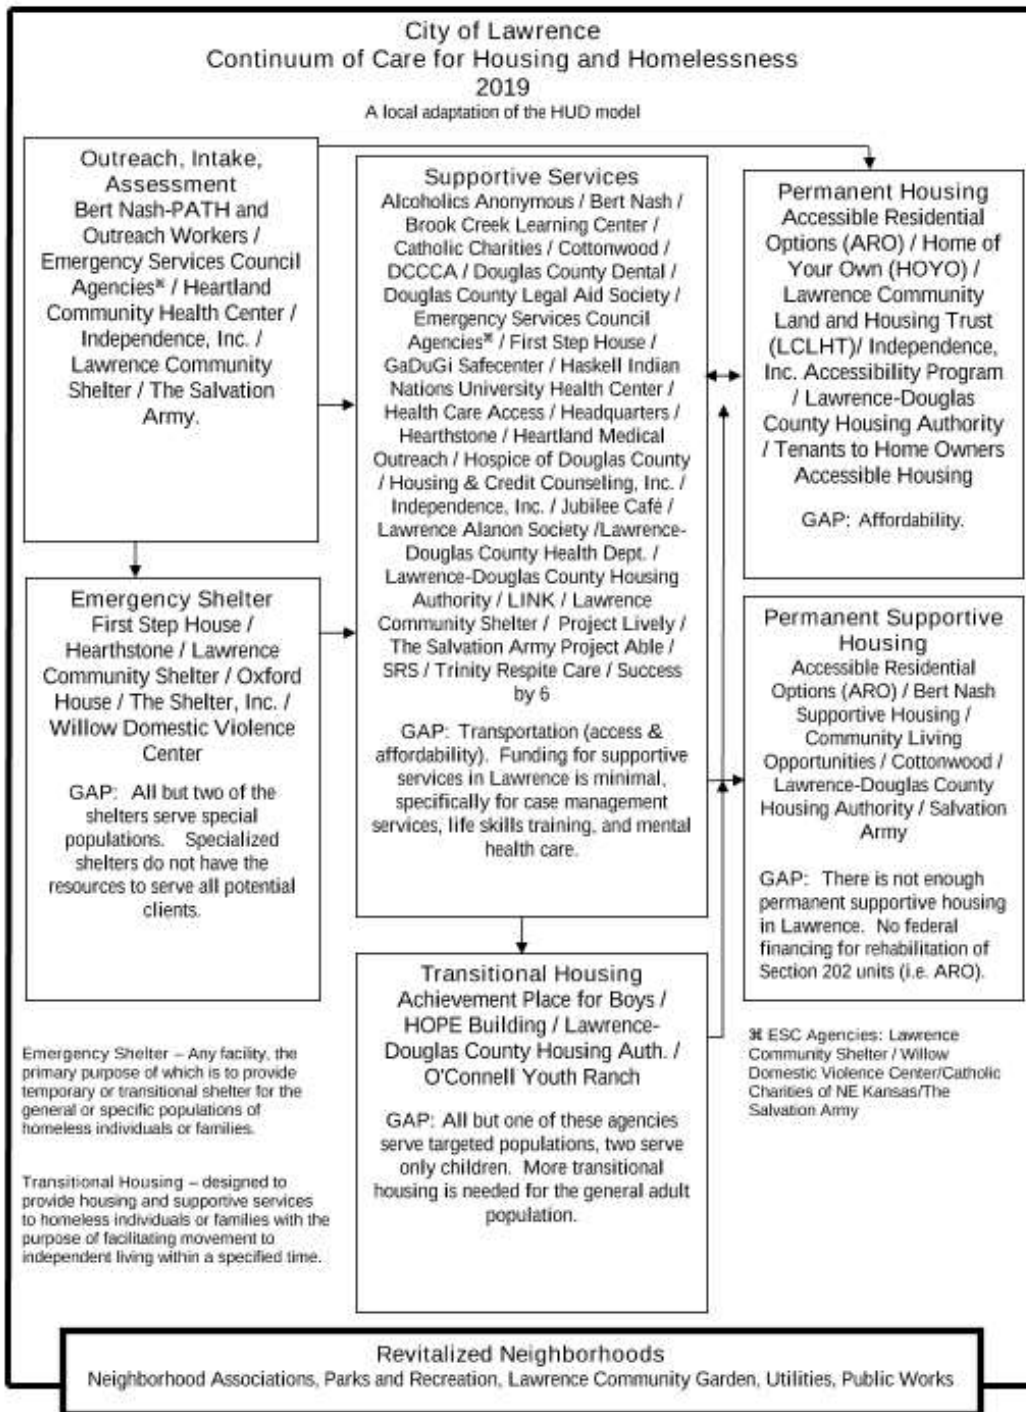 City of Lawrence
Continuum of Care for Housing and Homelessness
2019
A local adaptation of the HUD model
Outreach, Intake,
Assessment
Bert Nash-PATH and
Outreach Workers /
Emergency Services Council
Agencies⌘ / Heartland
Community Health Center /
Independence, Inc. /
Lawrence Community
Shelter / The Salvation
Army.
Emergency Shelter
First Step House /
Hearthstone / Lawrence
Community Shelter / Oxford
House / The Shelter, Inc. /
Willow Domestic Violence
Center
GAP: All but two of the
shelters serve special
populations. Specialized
shelters do not have the
resources to serve all potential
clients.
Emergency Shelter – Any facility, the
primary purpose of which is to provide
temporary or transitional shelter for the
general or specific populations of
homeless individuals or families.
Transitional Housing – designed to
provide housing and supportive services
to homeless individuals or families with the
purpose of facilitating movement to
independent living within a specified time.
Supportive Services
Alcoholics Anonymous / Bert Nash /
Brook Creek Learning Center /
Catholic Charities / Cottonwood /
DCCCA / Douglas County Dental /
Douglas County Legal Aid Society /
Emergency Services Council
Agencies⌘ / First Step House /
GaDuGi Safecenter / Haskell Indian
Nations University Health Center /
Health Care Access / Headquarters /
Hearthstone / Heartland Medical
Outreach / Hospice of Douglas County
/ Housing & Credit Counseling, Inc. /
Independence, Inc. / Jubilee Café /
Lawrence Alanon Society /Lawrence-
Douglas County Health Dept. /
Lawrence-Douglas County Housing
Authority / LINK / Lawrence
Community Shelter / Project Lively /
The Salvation Army Project Able /
SRS / Trinity Respite Care / Success
by 6
GAP: Transportation (access &
affordability). Funding for supportive
services in Lawrence is minimal,
specifically for case management
services, life skills training, and mental
health care.
Transitional Housing
Achievement Place for Boys /
HOPE Building / Lawrence-
Douglas County Housing Auth. /
O'Connell Youth Ranch
GAP: All but one of these agencies
serve targeted populations, two serve
only children. More transitional
housing is needed for the general adult
population.
Permanent Housing
Accessible Residential
Options (ARO) / Home of
Your Own (HOYO) /
Lawrence Community
Land and Housing Trust
(LCLHT)/ Independence,
Inc. Accessibility Program
/ Lawrence-Douglas
County Housing Authority
/ Tenants to Home Owners
Accessible Housing
GAP: Affordability.
Permanent Supportive
Housing
Accessible Residential
Options (ARO) / Bert Nash
Supportive Housing /
Community Living
Opportunities / Cottonwood /
Lawrence-Douglas County
Housing Authority / Salvation
Army
GAP: There is not enough
permanent supportive housing
in Lawrence. No federal
financing for rehabilitation of
Section 202 units (i.e. ARO).
⌘ ESC Agencies: Lawrence
Community Shelter / Willow
Domestic Violence Center/Catholic
Charities of NE Kansas/The
Salvation Army
Revitalized Neighborhoods
Neighborhood Associations, Parks and Recreation, Lawrence Community Garden, Utilities, Public Works